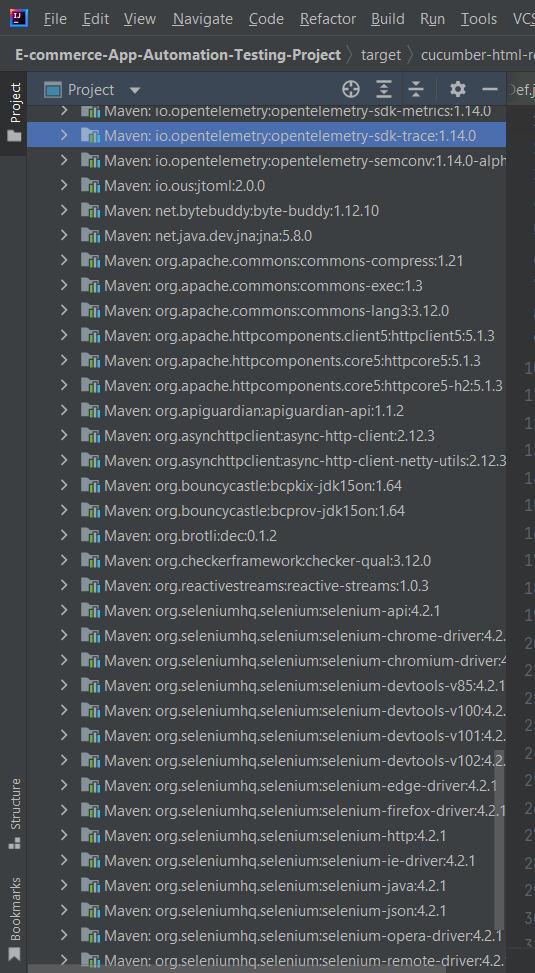 File Edit View Navigate Code Refactor Build Run Tools VCS
E-commerce-App-Automation-Testing-Project target cucumber-html-re
Project
Project
Def.j
Maven: io.opentelemetry:opentelemetry-sdk-metrics:1.14.0
Maven: io.opentelemetry:opentelemetry-sdk-trace:1.14.0
Maven: io.opentelemetry:opentelemetry-semconv:1.14.0-alph
Maven: io.ous:jtoml:2.0.0
Maven: net.bytebuddy:byte-buddy:1.12.10
Maven: net.java.dev.jna:jna:5.8.0
Maven: org.apache.commons:commons-compress:1.21
Maven: org.apache.commons:commons-exec:1.3
Maven: org.apache.commons:commons-lang3:3.12.0
Maven: org.apache.httpcomponents.client5:httpclient5:5.1.3
Maven: org.apache.httpcomponents.core5:httpcore5:5.1.3
Maven: org.apache.httpcomponents.core5:httpcore5-h2:5.1.3
Maven: org.apiguardian:apiguardian-api:1.1.2
Maven: org.asynchttpclient:async-http-client:2.12.3
Maven: org.asynchttpclient:async-http-client-netty-utils:2.12.3
Maven: org.bouncycastle:bcpkix-jdk15on:1.64
Maven: org.bouncycastle:bcprov-jdk15on:1.64
Maven: org.brotli:dec:0.1.2
Maven: org.checkerframework:checker-qual:3.12.0
Maven: org.reactivestreams:reactive-streams:1.0.3
Maven: org.seleniumhq.selenium:selenium-api:4.2.1
Maven: org.seleniumhq.selenium:selenium-chrome-driver:4.2.
Maven: org.seleniumhq.selenium:selenium-chromium-driver:4
Maven: org.seleniumhq.selenium:selenium-devtools-v85:4.2.1
Maven: org.seleniumhq.selenium:selenium-devtools-v100:4.2.
Maven: org.seleniumhq.selenium:selenium-devtools-v101:4.2.
Maven: org.seleniumhq.selenium:selenium-devtools-v102:4.2.
Maven: org.seleniumhq.selenium:selenium-edge-driver:4.2.1
Maven: org.seleniumhq.selenium:selenium-firefox-driver:4.2.1
Maven: org.seleniumhq.selenium:selenium-http:4.2.1
Maven: org.seleniumhq.selenium:selenium-ie-driver:4.2.1
Maven: org.seleniumhq.selenium:selenium-java:4.2.1
Maven: org.seleniumhq.selenium:selenium-json:4.2.1
Maven: org.seleniumhq.selenium:selenium-opera-driver:4.2.1
Maven: org.seleniumhq.selenium:selenium-remote-driver:4.2.
Structure
Bookmarks